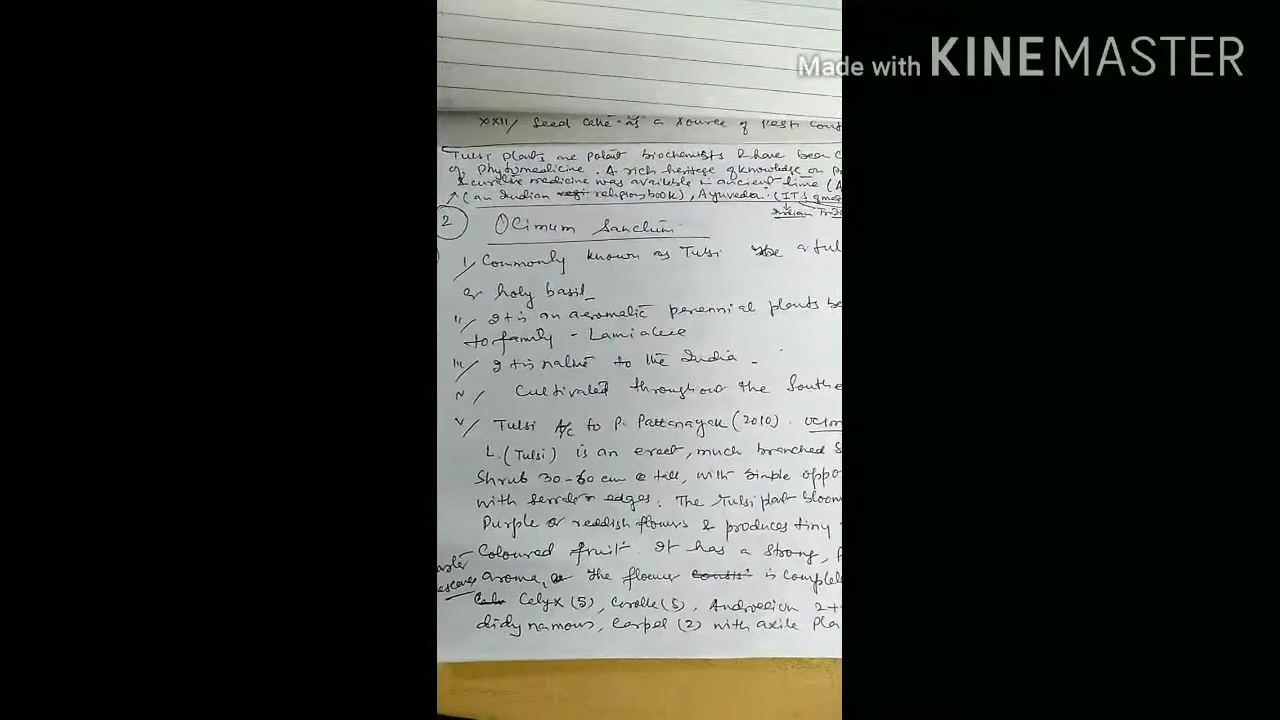 Made with KINEMASTER
XXII/ Seed cake as a source of
Tulsi plants are potent biochemists & have been
of phytomedicine. A rich heritage of knowledge on
& curative medicine was available in ancient time (A
(an Indian religious book), Ayurveda (ITS
Indian
2 Ocimum Sanctum
I/ Commonly known as Tulsi
or holy basil
II/ It is an aromatic perennial plants be
to family - Lamiaceae
III/ It is native to the India -
IV/ Cultivated throughout the South
V/ Tulsi A/c to P. Pattanayak (2010).
L. (Tulsi) is an erect, much branched S
Shrub 30-60 cm tall, with simple oppo
with serrate edges. The Tulsi plant bloom
Purple or reddish flowers & produces tiny
Coloured fruit. It has a strong, P
aroma, The flower is complet
Calyx (5), Corolla (5), Androecium 2+
didynamous, Carpel (2) with axile pla